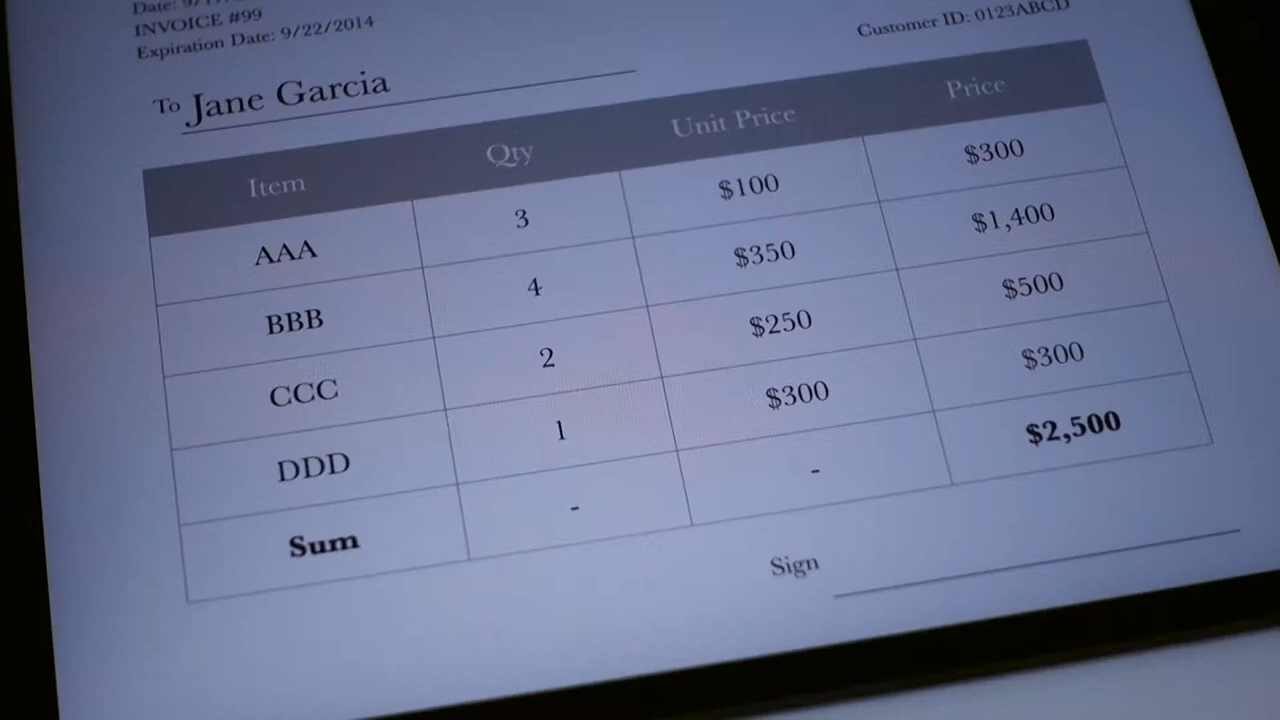 Date: 9/
INVOICE #99
Expiration Date: 9/22/2014
Customer ID: 0123ABCD
To Jane Garcia
Item Qty Unit Price Price
AAA 3 $100 $300
BBB 4 $350 $1,400
CCC 2 $250 $500
DDD 1 $300 $300
Sum - - $2,500
Sign